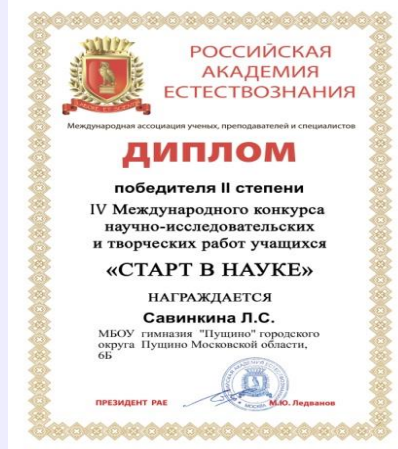 РОССИЙСКАЯ
АКАДЕМИЯ
ЕСТЕСТВОЗНАНИЯ
Международная ассоциация ученых, преподавателей и специалистов
ДИПЛОМ
победителя II степени
IV Международного конкурса
научно-исследовательских
и творческих работ учащихся
«СТАРТ В НАУКЕ»
НАГРАЖДАЕТСЯ
Савинкина Л.С.
МБОУ гимназия "Пущино" городского
округа Пущино Московской области,
6Б
ПРЕЗИДЕНТ РАЕ
М.Ю. Ледванов